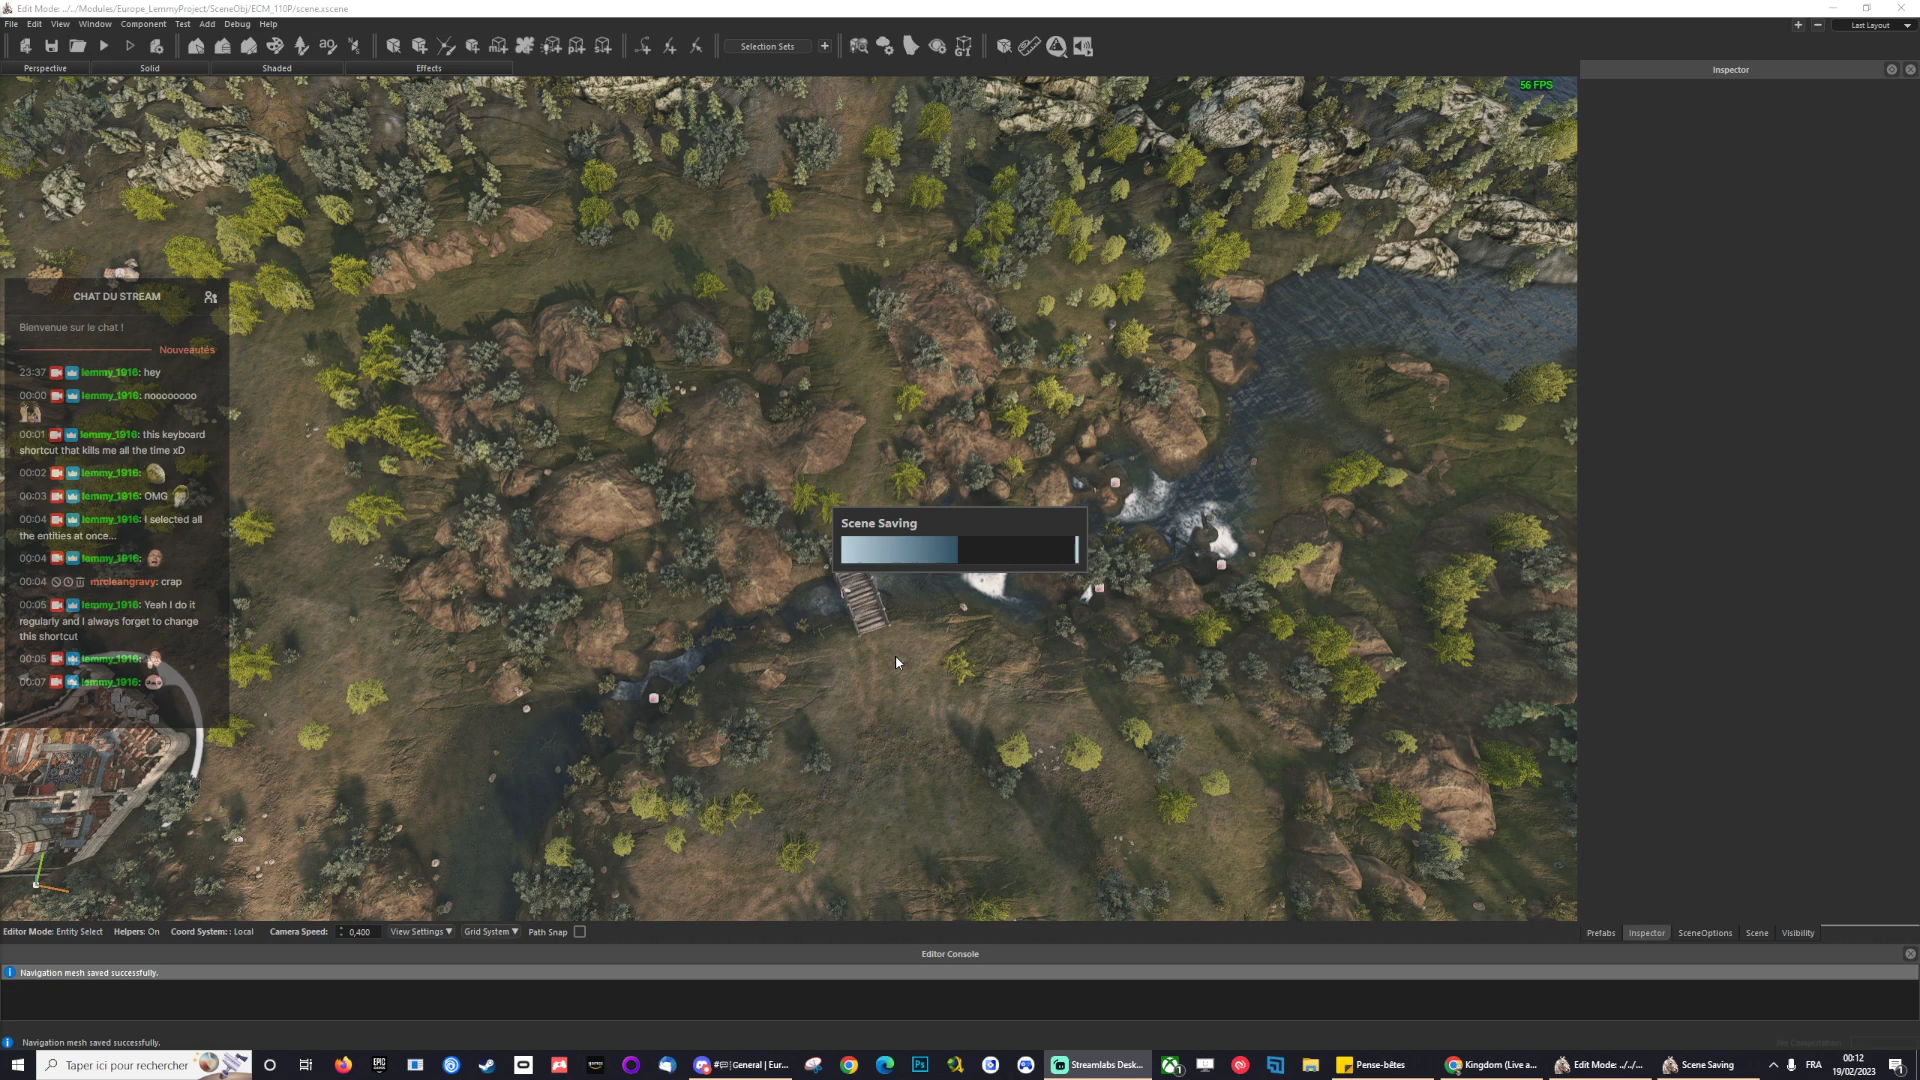 Edit Mode: ../../Modules/Europe_LemmyProject/SceneObj/ECM_110P/scene.xscene
File Edit View Window Component Test Add Debug Help
Last Layout
Selection Sets
Perspective Solid Shaded Effects
Inspector
56 FPS
CHAT DU STREAM
Bienvenue sur le chat !
Nouveautés
23:37 lemmy_1916: hey
00:00 lemmy_1916: noooooooo
00:01 lemmy_1916: this keyboard
shortcut that kills me all the time xD
00:02 lemmy_1916:
00:03 lemmy_1916: OMG
00:04 lemmy_1916: I selected all
the entities at once...
00:04 lemmy_1916:
00:04 mrcleangravy: crap
00:05 lemmy_1916: Yeah I do it
regularly and I always forget to change
this shortcut
00:05 lemmy_1916:
00:07 lemmy_1916:
Scene Saving
Editor Mode: Entity Select Helpers: On Coord System: : Local Camera Speed: 0,400 View Settings Grid System Path Snap
Prefabs Inspector SceneOptions Scene Visibility
Editor Console
Navigation mesh saved successfully.
Navigation mesh saved successfully.
Taper ici pour rechercher
EPIC
Ps
General | Eur...
Streamlabs Desk...
Pense-bêtes
Kingdom (Live a...
Edit Mode: ../../...
Scene Saving
FRA
00:12
19/02/2023